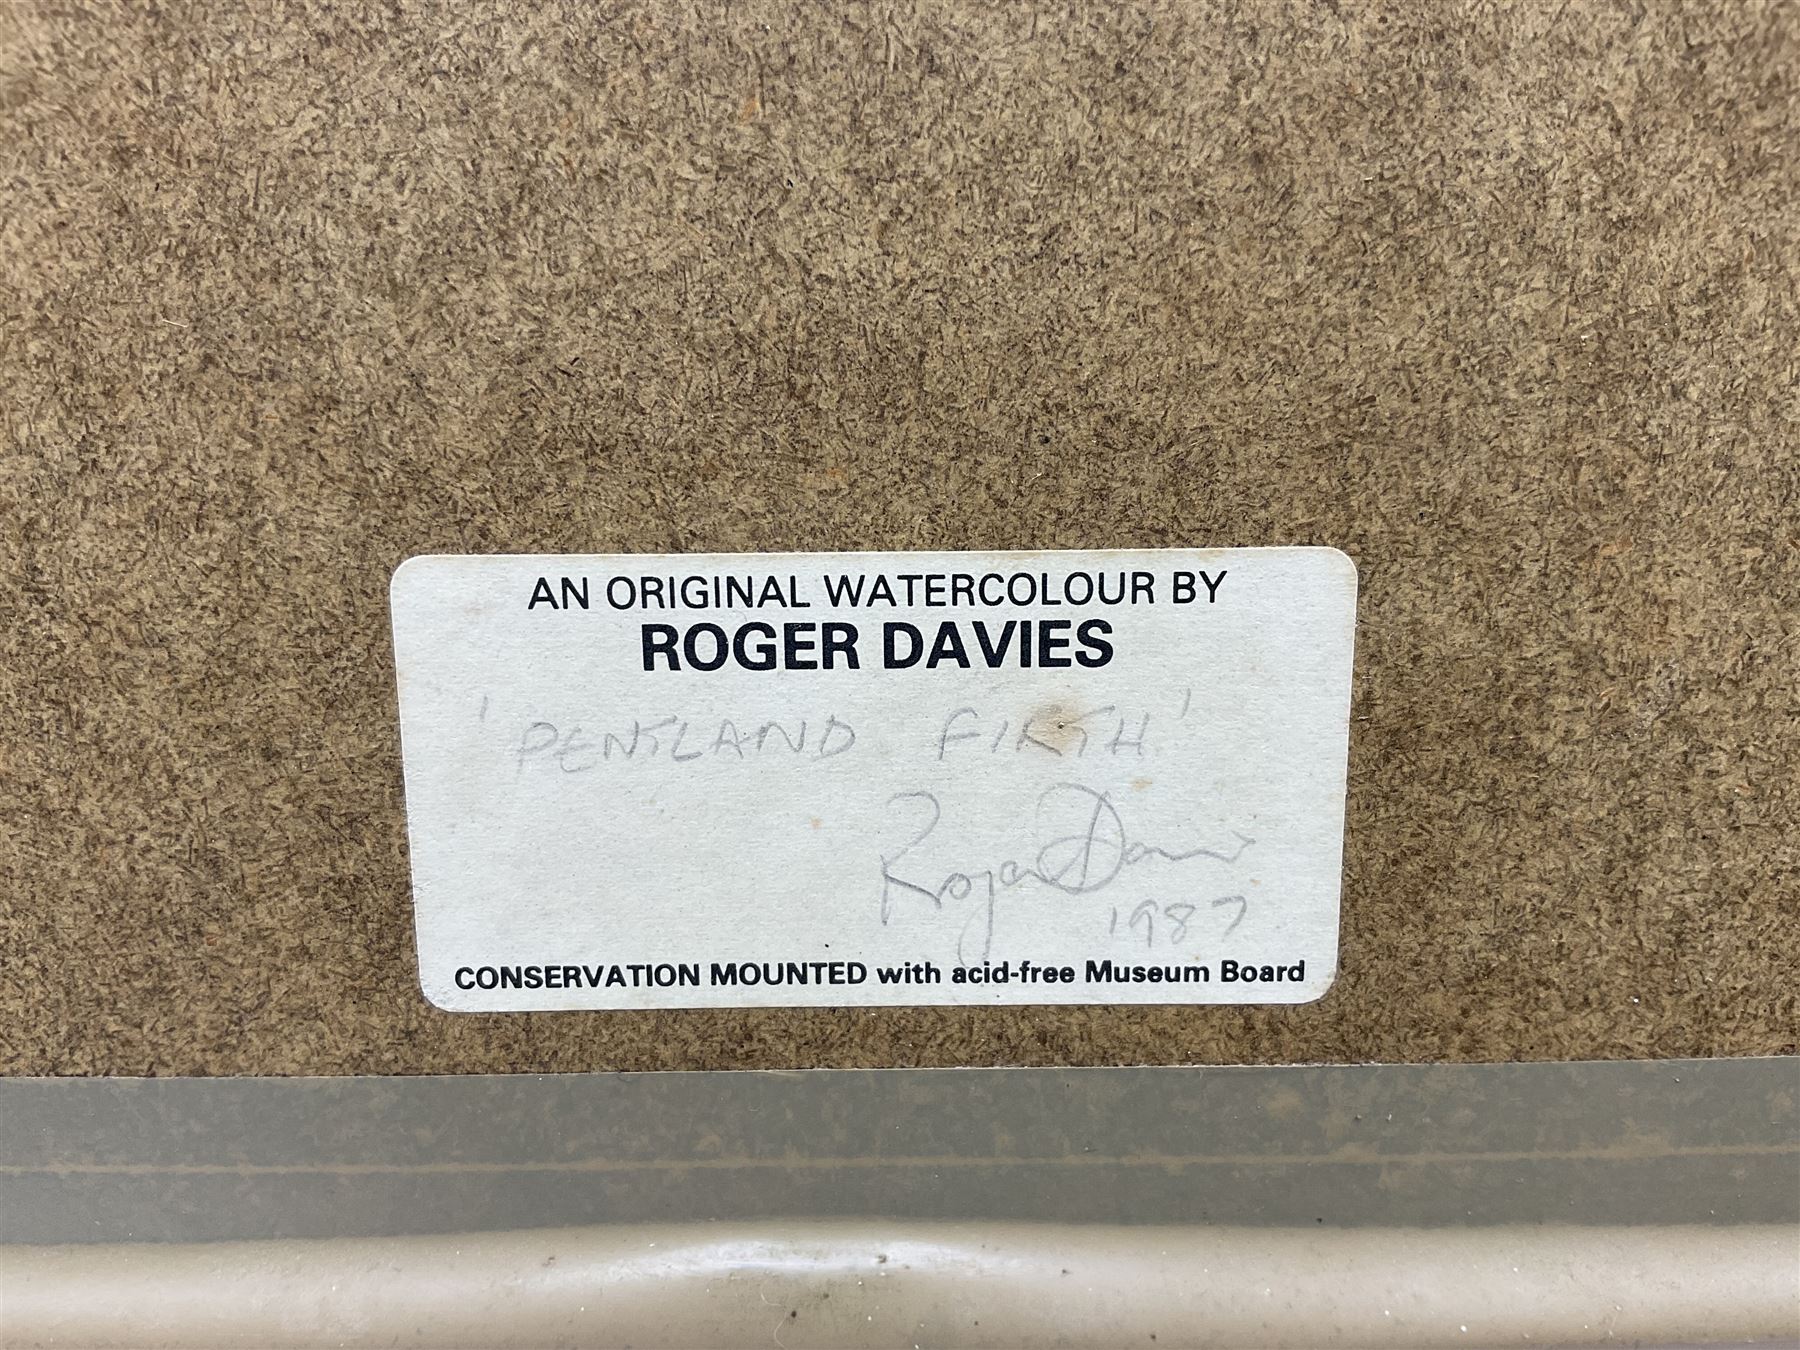 AN ORIGINAL WATERCOLOUR BY
ROGER DAVIES
'PENTLAND FIRTH'
Roger Davies
1987
CONSERVATION MOUNTED with acid-free Museum Board